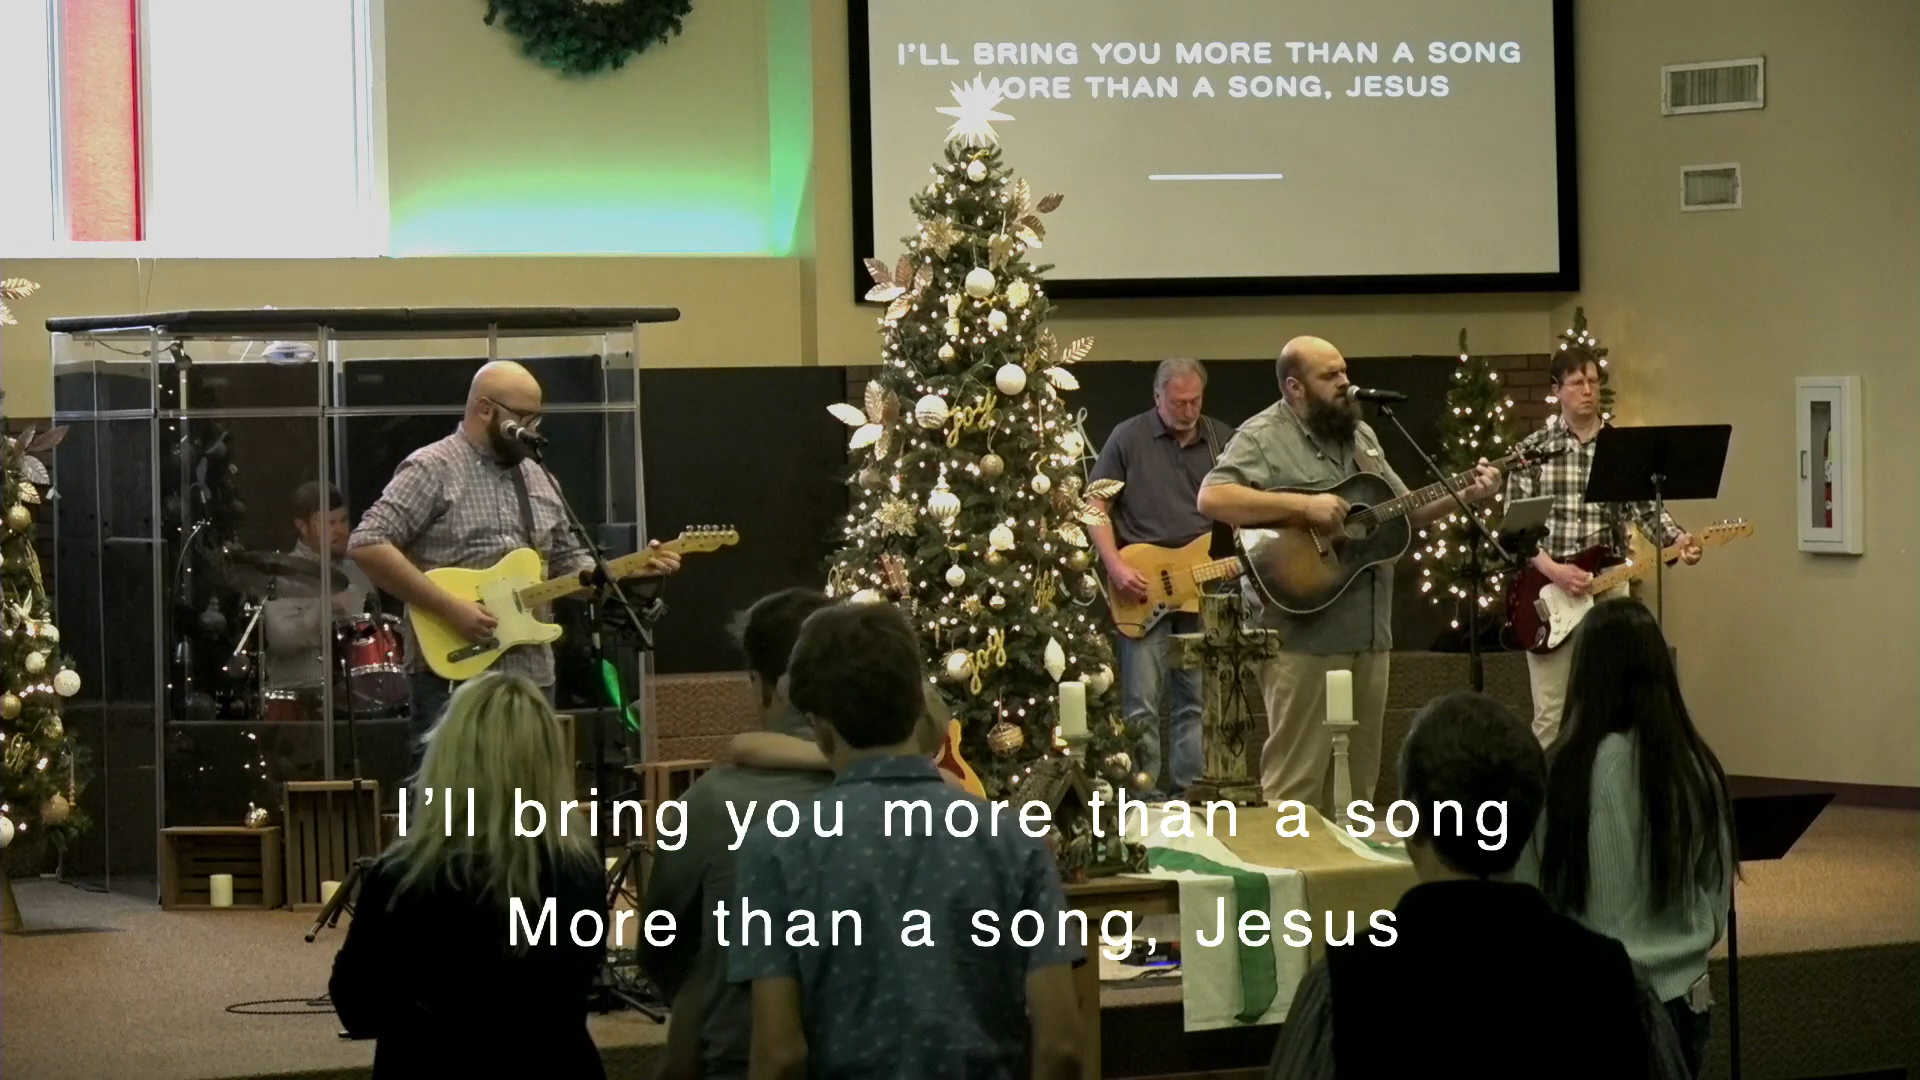 I'LL BRING YOU MORE THAN A SONG
MORE THAN A SONG, JESUS
joy
joy
I'll bring you more than a song
More than a song, Jesus